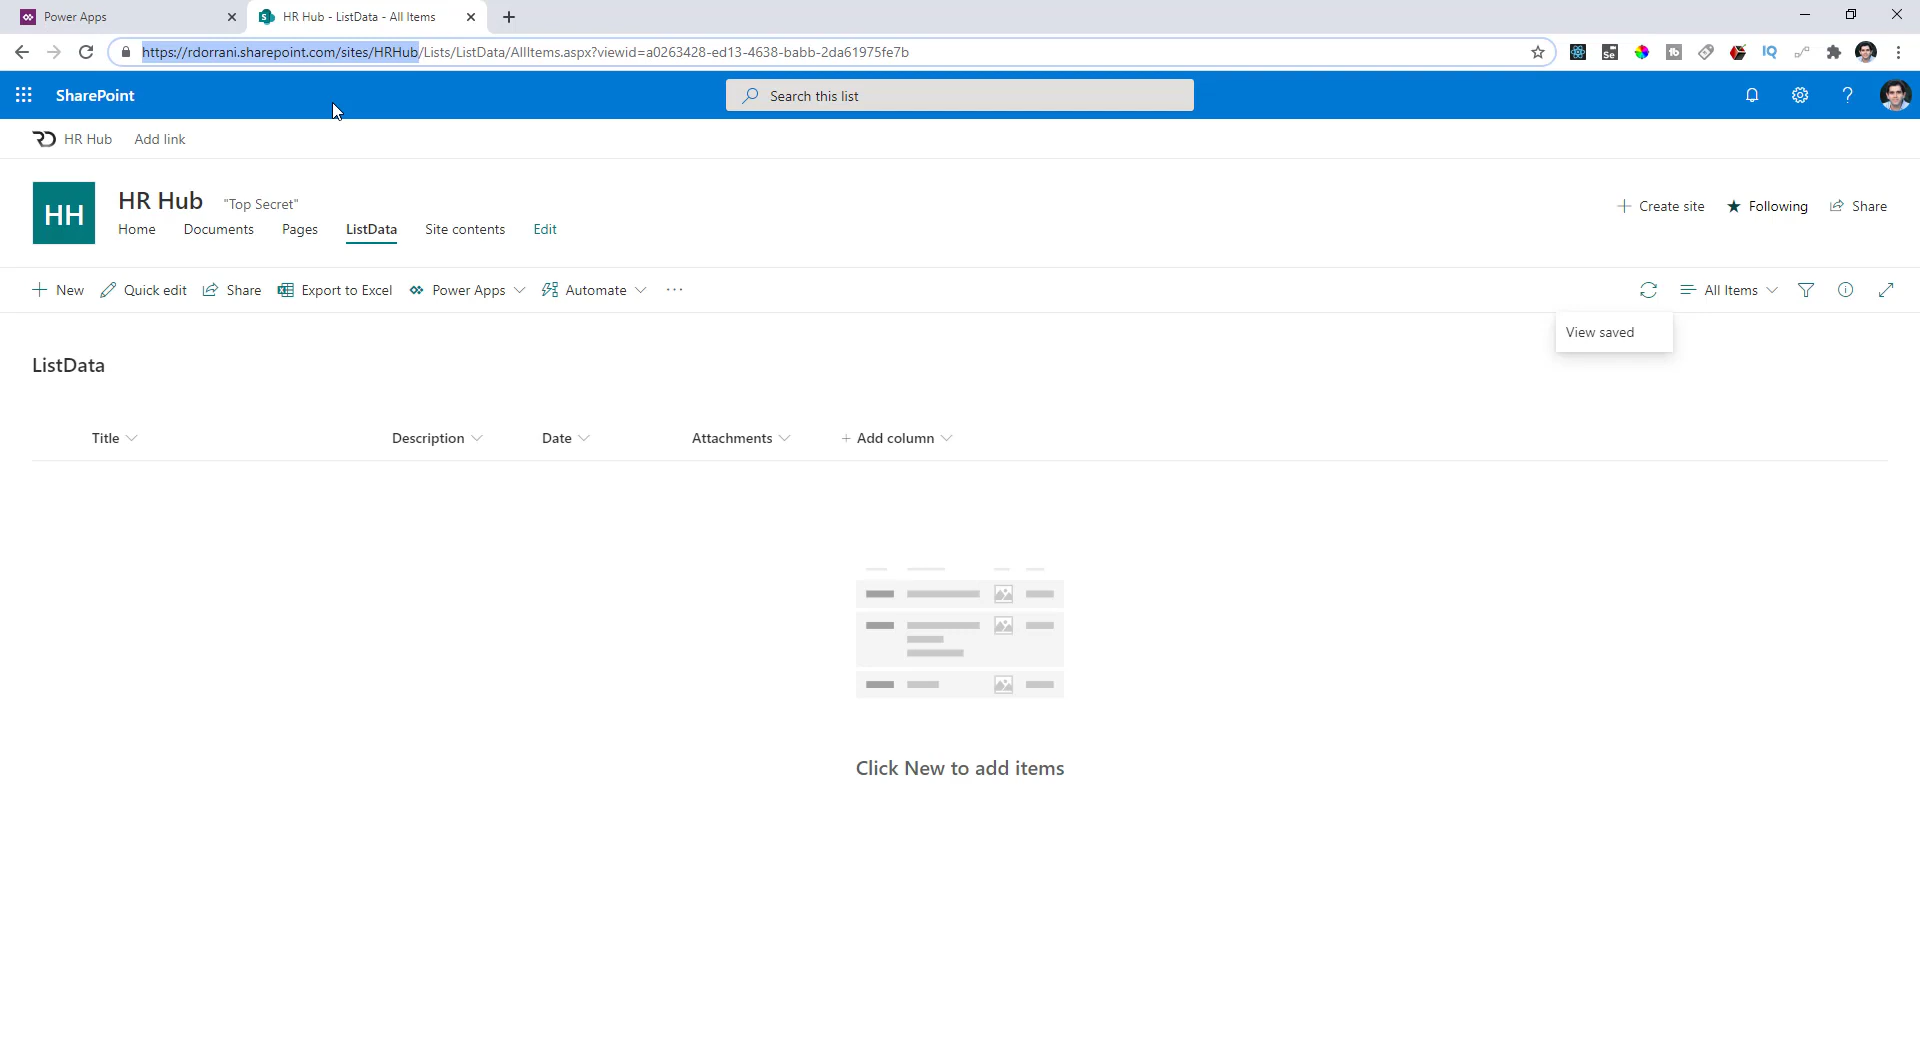 Power Apps
HR Hub - ListData - All Items
https://rdorrani.sharepoint.com/sites/HRHub/Lists/ListData/AllItems.aspx?viewid=a0263428-ed13-4638-babb-2da61975fe7b
Se
tb
IQ
SharePoint
Search this list
HR Hub
Add link
HH
HR Hub
"Top Secret"
Create site
Following
Share
Home
Documents
Pages
ListData
Site contents
Edit
New
Quick edit
Share
Export to Excel
Power Apps
Automate
All Items
View saved
ListData
Title
Description
Date
Attachments
+ Add column
Click New to add items